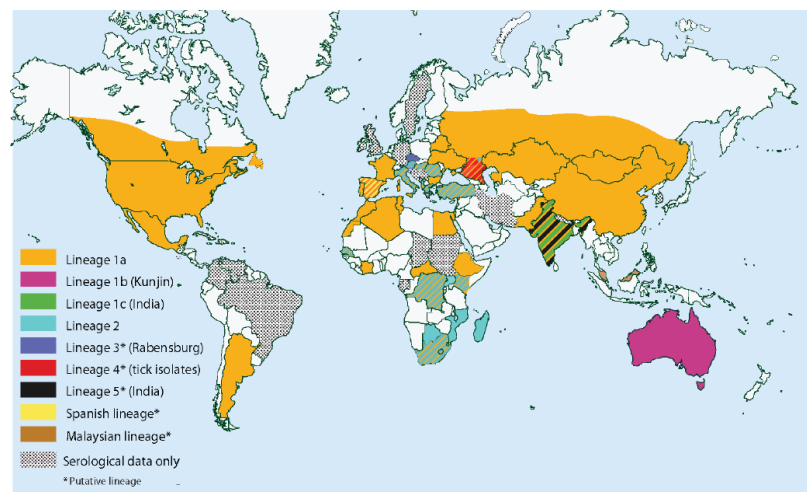 Lineage 1a
Lineage 1b (Kunjin)
Lineage 1c (India)
Lineage 2
Lineage 3* (Rabensburg)
Lineage 4* (tick isolates)
Lineage 5* (India)
Spanish lineage*
Malaysian lineage*
Serological data only
*Putative lineage